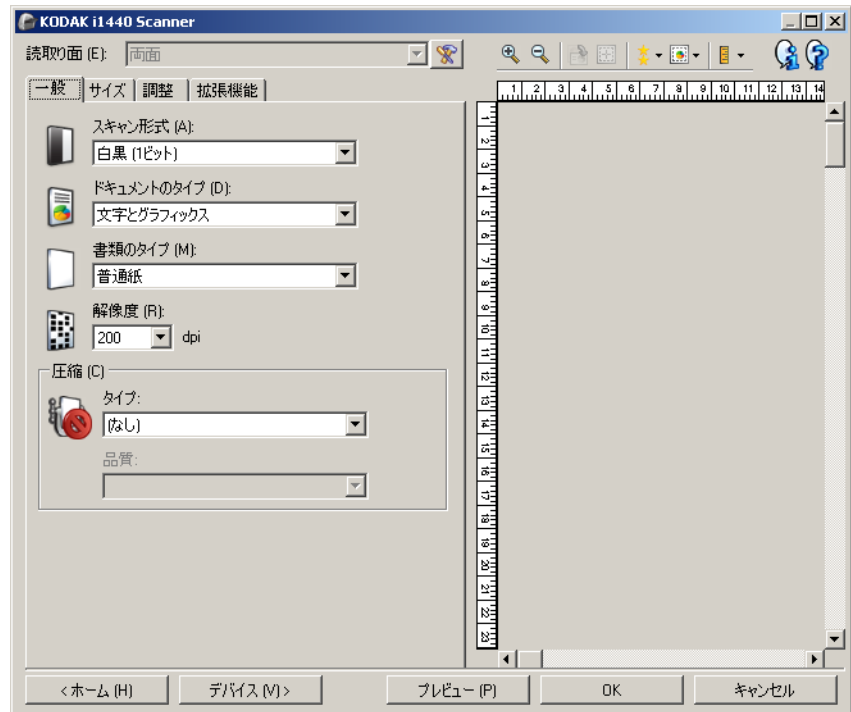 KODAK i1440 Scanner
読取り面 (E): 両面
一般 サイズ 調整 拡張機能
スキャン形式 (A):
白黒 (1ビット)
ドキュメントのタイプ (D):
文字とグラフィックス
書類のタイプ (M):
普通紙
解像度 (R):
200 dpi
圧縮 (C)
タイプ:
(なし)
品質:
1 2 3 4 5 6 7 8 9 10 11 12 13 14
1
2
3
4
5
6
7
8
9
10
11
12
13
14
15
16
17
18
19
20
21
22
23
<ホーム (H) デバイス (V)> プレビュー (P) OK キャンセル